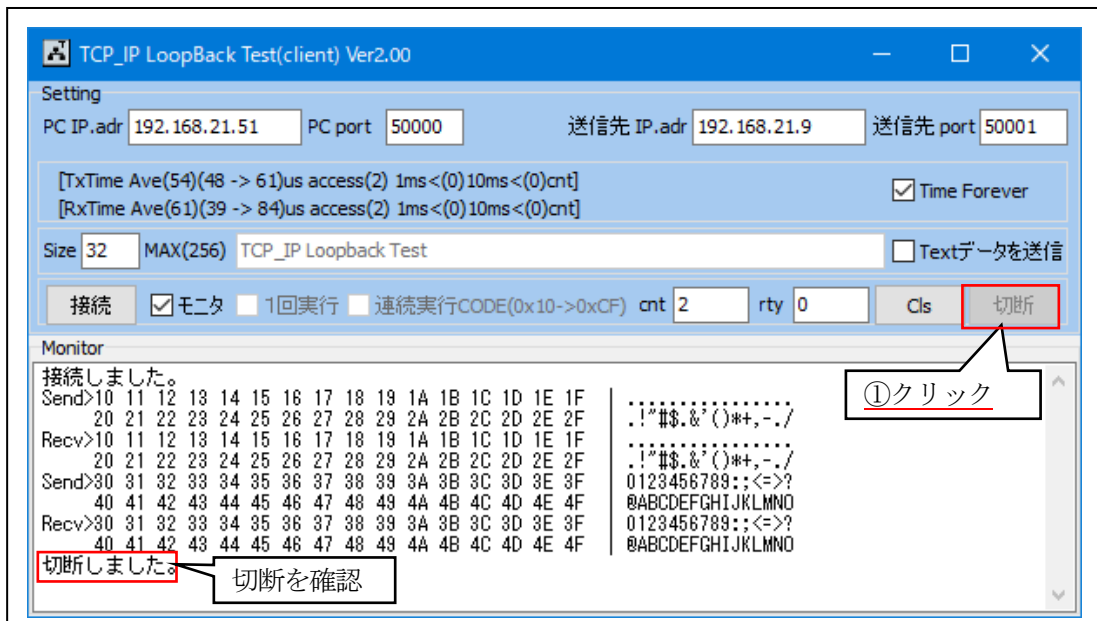 TCP_IP LoopBack Test(client) Ver2.00
Setting
PC IP.adr 192.168.21.51 PC port 50000 送信先 IP.adr 192.168.21.9 送信先 port 50001
[TxTime Ave(54)(48 -> 61)us access(2) 1ms<(0)10ms<(0)cnt]
[RxTime Ave(61)(39 -> 84)us access(2) 1ms<(0)10ms<(0)cnt]
Time Forever
Size 32 MAX(256) TCP_IP Loopback Test Textデータを送信
接続 モニタ 1回実行 連続実行CODE(0x10->0xCF) cnt 2 rty 0 Cls 切断
Monitor
①クリック
接続しました。
Send>10 11 12 13 14 15 16 17 18 19 1A 1B 1C 1D 1E 1F | ................
20 21 22 23 24 25 26 27 28 29 2A 2B 2C 2D 2E 2F | .!"#$.&'()*+,-./
Recv>10 11 12 13 14 15 16 17 18 19 1A 1B 1C 1D 1E 1F | ................
20 21 22 23 24 25 26 27 28 29 2A 2B 2C 2D 2E 2F | .!"#$.&'()*+,-./
Send>30 31 32 33 34 35 36 37 38 39 3A 3B 3C 3D 3E 3F | 0123456789:;<=>?
40 41 42 43 44 45 46 47 48 49 4A 4B 4C 4D 4E 4F | @ABCDEFGHIJKLMNO
Recv>30 31 32 33 34 35 36 37 38 39 3A 3B 3C 3D 3E 3F | 0123456789:;<=>?
40 41 42 43 44 45 46 47 48 49 4A 4B 4C 4D 4E 4F | @ABCDEFGHIJKLMNO
切断しました。
切断を確認